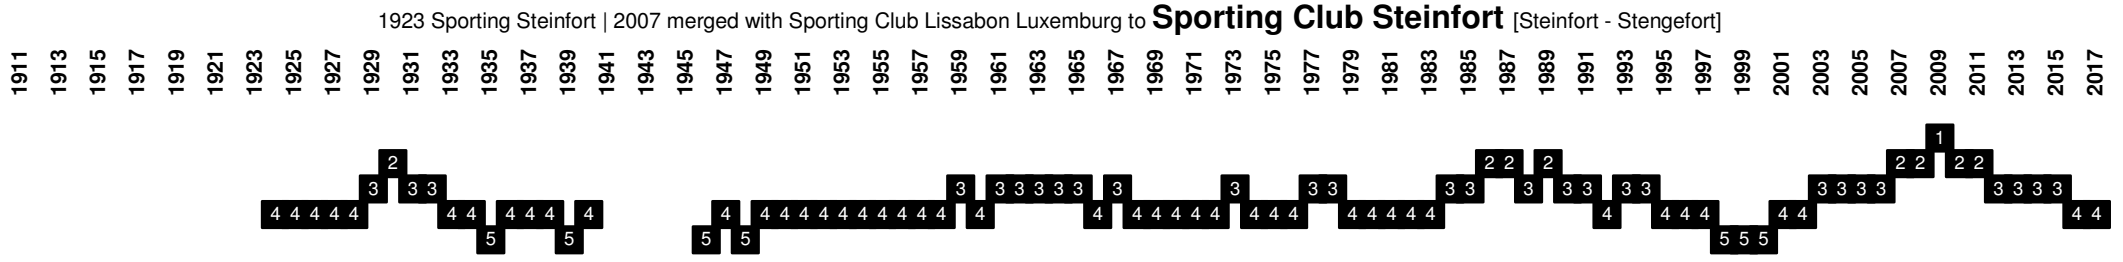 1923 Sporting Steinfort | 2007 merged with Sporting Club Lissabon Luxemburg to Sporting Club Steinfort [Steinfort - Stengefort]
1911 1913 1915 1917 1919 1921 1923 1925 1927 1929 1931 1933 1935 1937 1939 1941 1943 1945 1947 1949 1951 1953 1955 1957 1959 1961 1963 1965 1967 1969 1971 1973 1975 1977 1979 1981 1983 1985 1987 1989 1991 1993 1995 1997 1999 2001 2003 2005 2007 2009 2011 2013 2015 2017
1
2 2 2 2 2 2 2 2
3 3 3 3 3 3 3 3 3 3 3 3 3 3 3 3 3 3 3 3 3 3 3 3 3 3 3 3
4 4 4 4 4 4 4 4 4 4 4 4 4 4 4 4 4 4 4 4 4 4 4 4 4 4 4 4 4 4 4 4 4 4 4 4 4 4 4 4 4 4 4 4 4
5 5 5 5 5 5 5